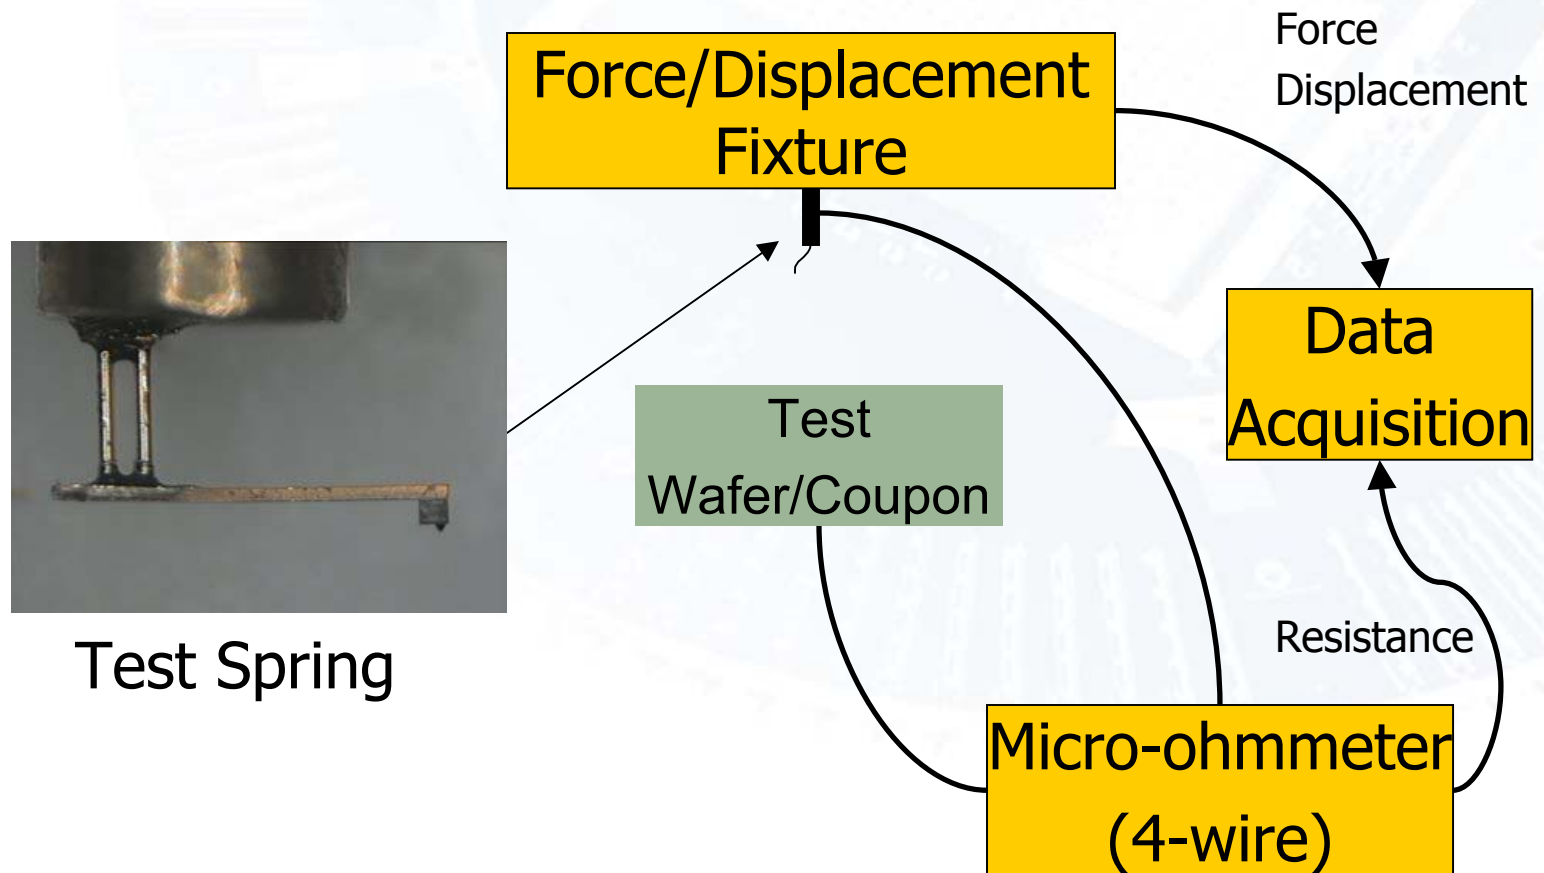 Force/Displacement
Fixture
Force
Displacement
Data
Acquisition
Test
Wafer/Coupon
Test Spring
Resistance
Micro-ohmmeter
(4-wire)